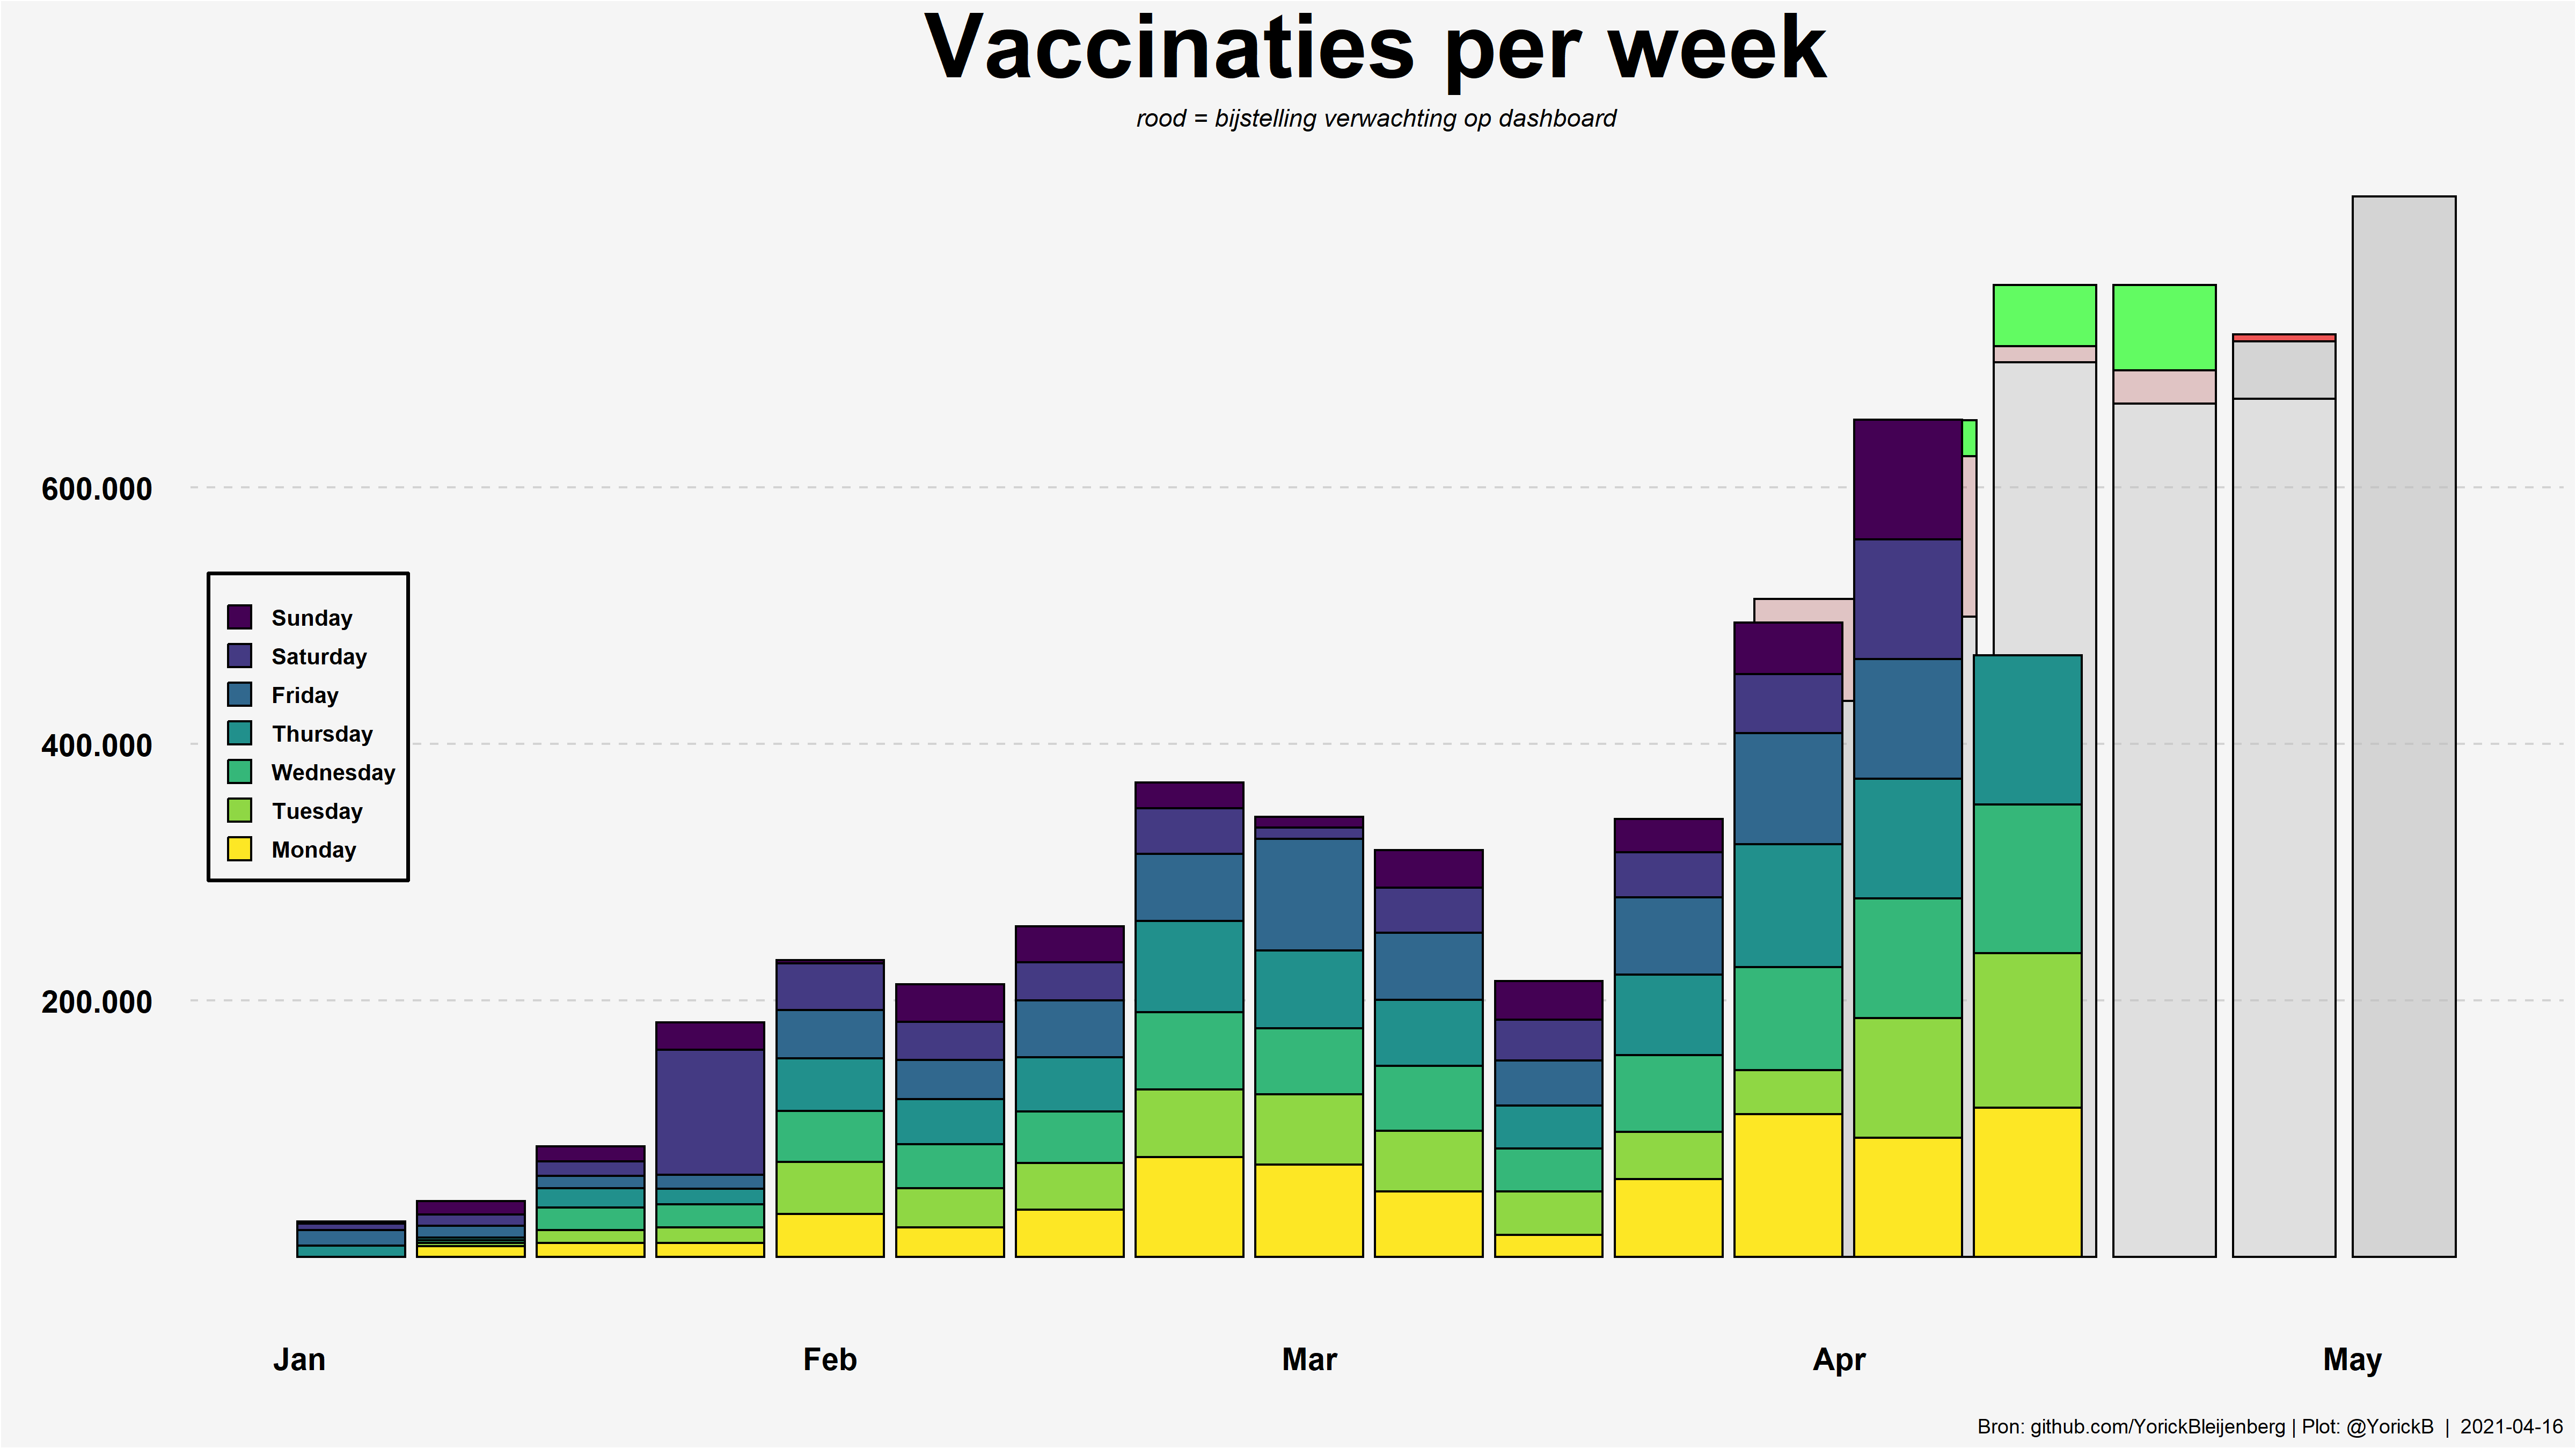 Vaccinaties per week
rood = bijstelling verwachting op dashboard
600.000
400.000
200.000
Sunday
Saturday
Friday
Thursday
Wednesday
Tuesday
Monday
Jan Feb Mar Apr May
Bron: github.com/YorickBleijenberg | Plot: @YorickB | 2021-04-16